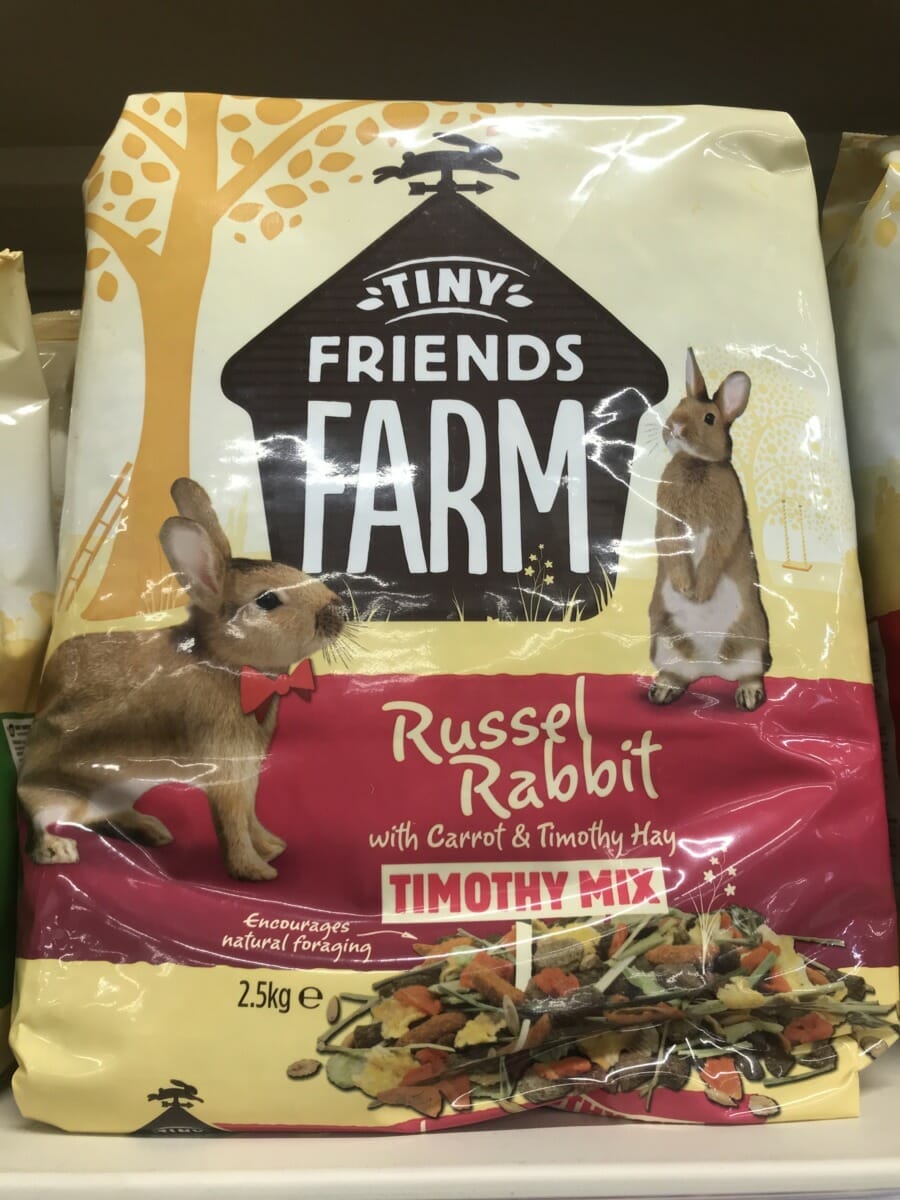 TINY
FRIENDS
FARM
Russel
Rabbit
with Carrot & Timothy Hay
TIMOTHY MIX
Encourages
natural foraging
2.5kg e